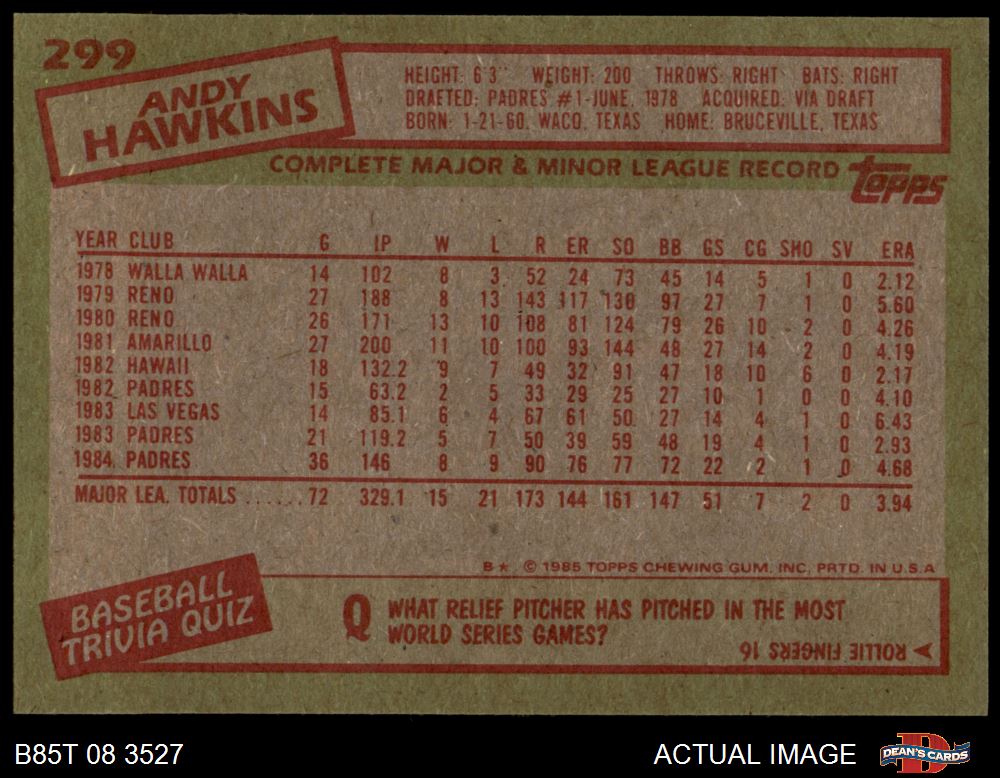 299
ANDY
HAWKINS
HEIGHT: 6'3" WEIGHT: 200 THROWS: RIGHT BATS: RIGHT
DRAFTED: PADRES #1-JUNE, 1978 ACQUIRED: VIA DRAFT
BORN: 1-21-60, WACO, TEXAS HOME: BRUCEVILLE, TEXAS
COMPLETE MAJOR & MINOR LEAGUE RECORD topps
YEAR CLUB G IP W L R ER SO BB GS CG SHO SV ERA
1978 WALLA WALLA 14 102 8 3 52 24 73 45 14 5 1 0 2.12
1979 RENO 27 188 8 13 143 117 130 97 27 7 1 0 5.60
1980 RENO 26 171 13 10 108 81 124 79 26 10 2 0 4.26
1981 AMARILLO 27 200 11 10 100 93 144 48 27 14 2 0 4.19
1982 HAWAII 18 132.2 9 7 49 32 91 47 18 10 6 0 2.17
1982 PADRES 15 63.2 2 5 33 29 25 27 10 1 0 0 4.10
1983 LAS VEGAS 14 85.1 6 4 67 61 50 27 14 4 1 0 6.43
1983 PADRES 21 119.2 5 7 50 39 59 48 19 4 1 0 2.93
1984 PADRES 36 146 8 9 90 76 77 72 22 2 1 0 4.68
MAJOR LEA. TOTALS ...... 72 329.1 15 21 173 144 161 147 51 7 2 0 3.94
B★ © 1985 TOPPS CHEWING GUM, INC. PRTD. IN U.S.A
BASEBALL
TRIVIA QUIZ
Q WHAT RELIEF PITCHER HAS PITCHED IN THE MOST
WORLD SERIES GAMES?
ROLLIE FINGERS 16
B85T 08 3527
ACTUAL IMAGE
DEAN'S CARDS